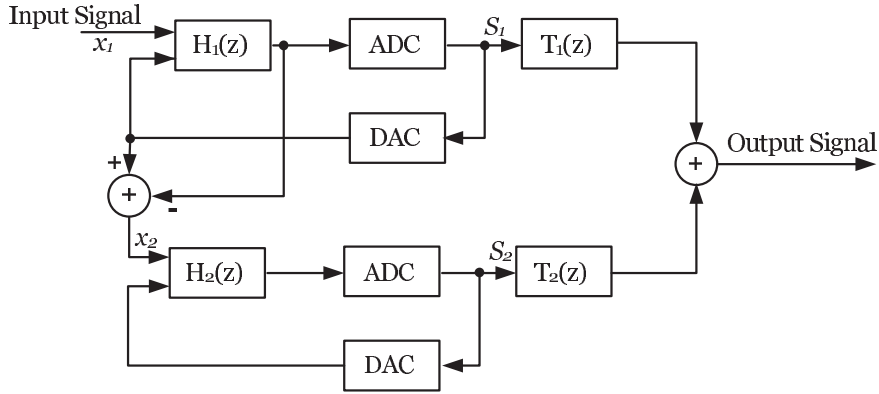 Input Signal
x₁
H₁(z)
ADC
S₁
T₁(z)
DAC
+
+
-
+
Output Signal
x₂
H₂(z)
ADC
S₂
T₂(z)
DAC